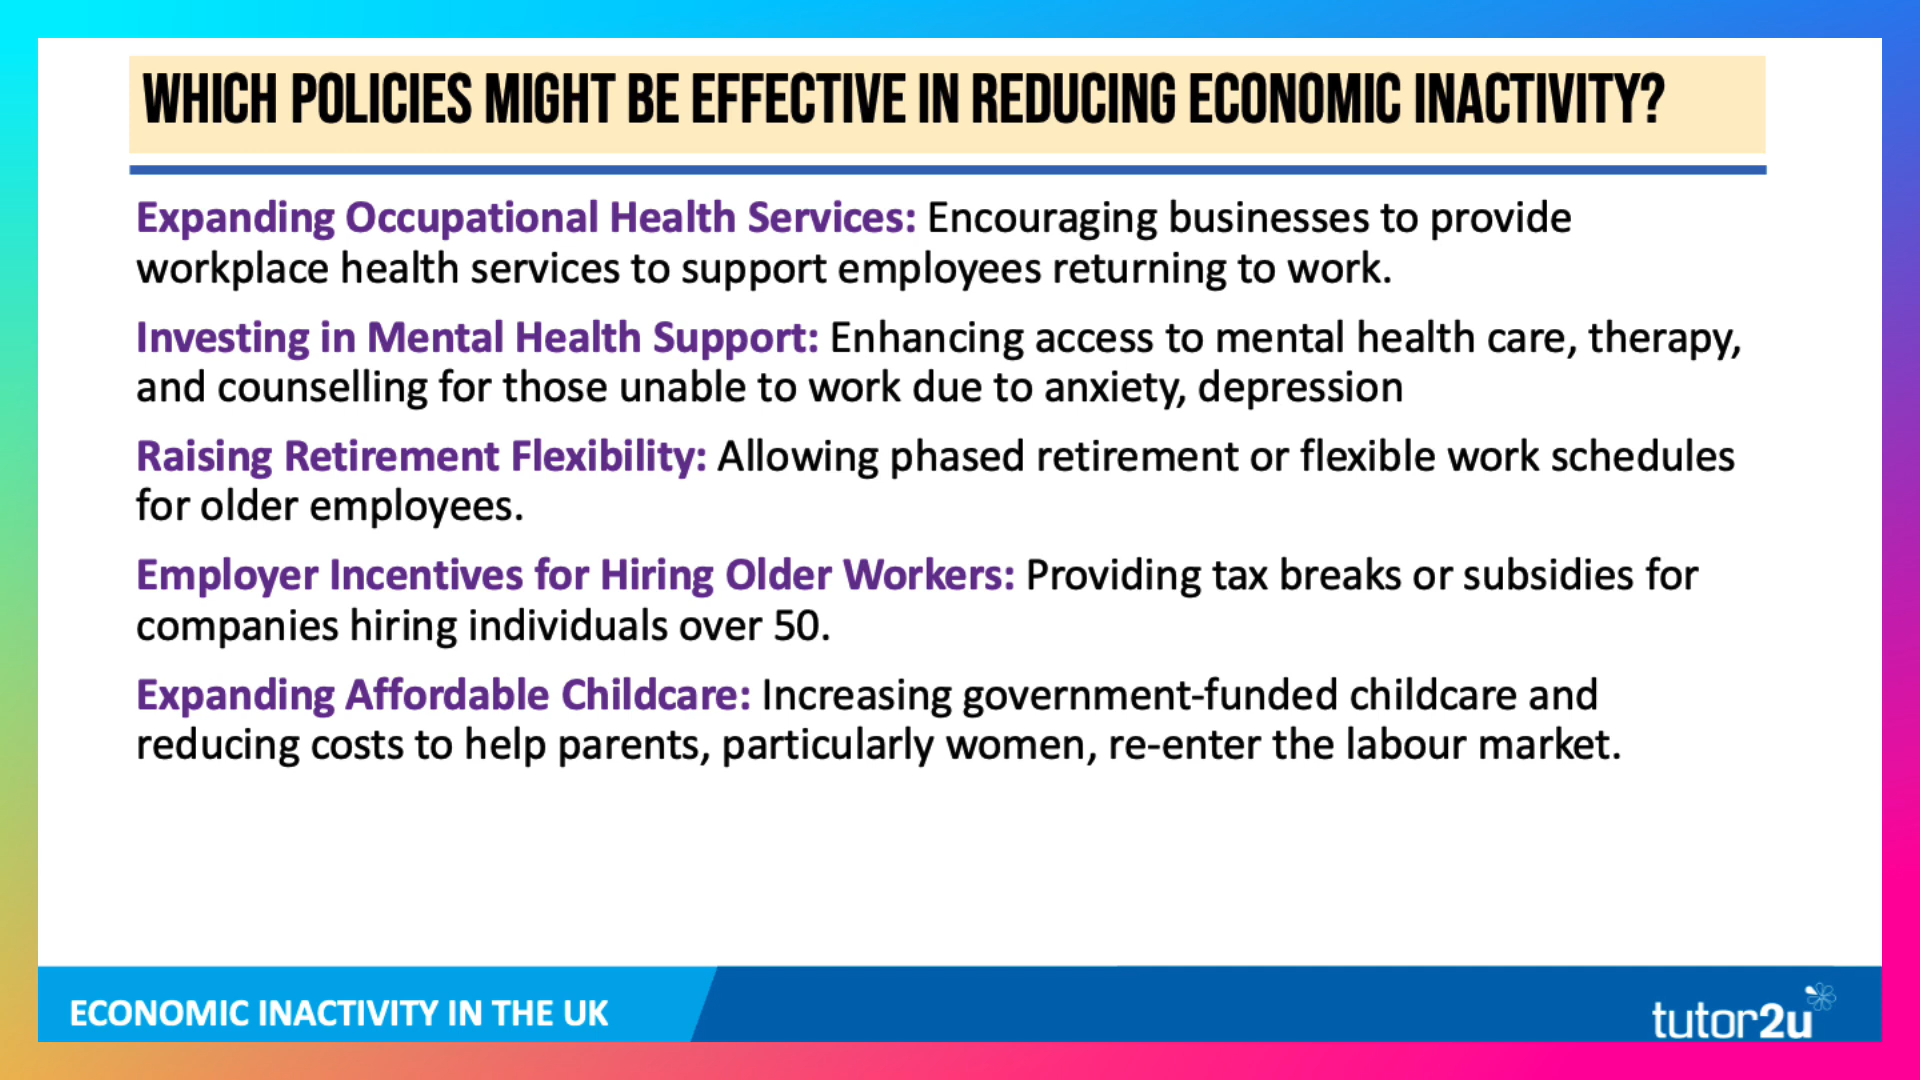 WHICH POLICIES MIGHT BE EFFECTIVE IN REDUCING ECONOMIC INACTIVITY?
Expanding Occupational Health Services: Encouraging businesses to provide
workplace health services to support employees returning to work.
Investing in Mental Health Support: Enhancing access to mental health care, therapy,
and counselling for those unable to work due to anxiety, depression
Raising Retirement Flexibility: Allowing phased retirement or flexible work schedules
for older employees.
Employer Incentives for Hiring Older Workers: Providing tax breaks or subsidies for
companies hiring individuals over 50.
Expanding Affordable Childcare: Increasing government-funded childcare and
reducing costs to help parents, particularly women, re-enter the labour market.
ECONOMIC INACTIVITY IN THE UK
tutor2u